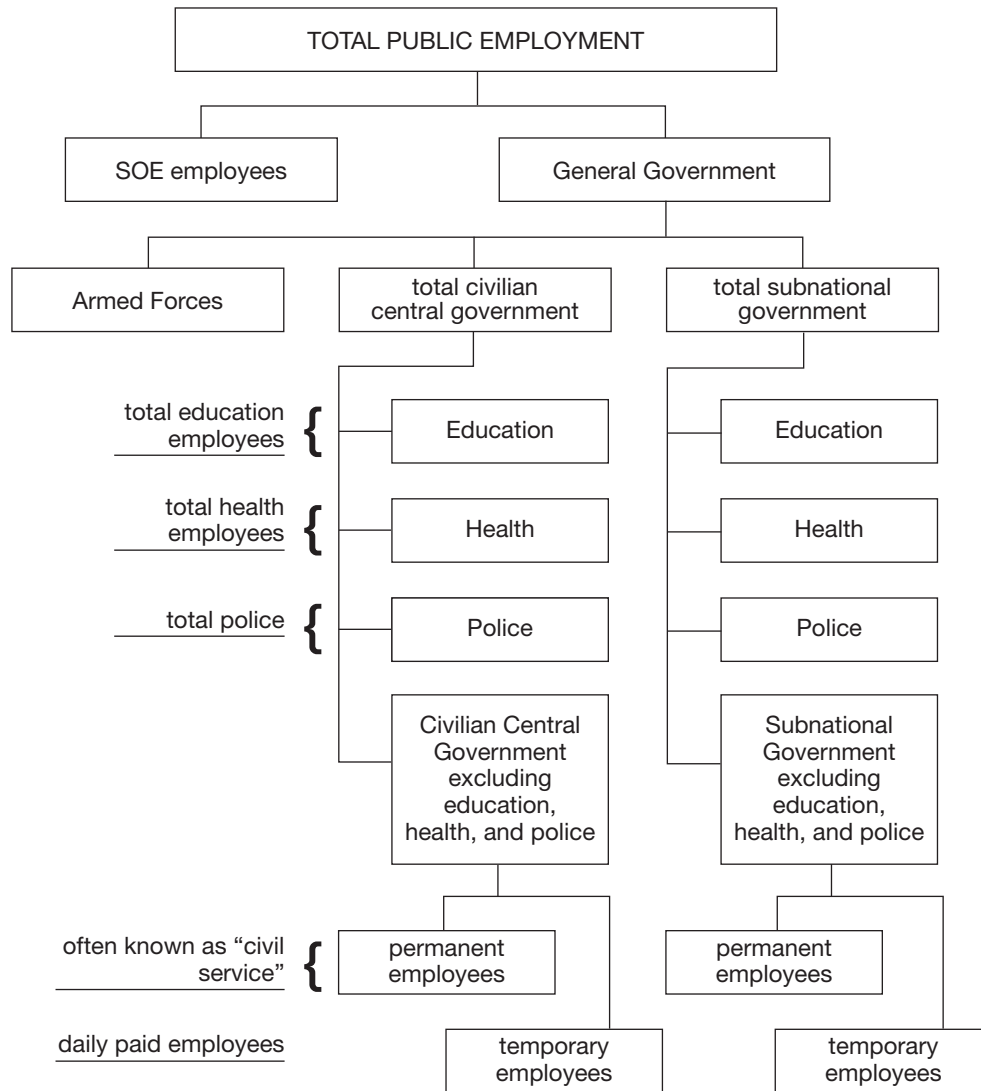 TOTAL PUBLIC EMPLOYMENT
SOE employees
General Government
Armed Forces
total civilian
central government
total subnational
government
total education
employees
{
Education
Education
total health
employees
{
Health
Health
total police
{
Police
Police
Civilian Central
Government
excluding
education,
health, and police
Subnational
Government
excluding
education,
health, and police
often known as “civil
service”
{
permanent
employees
permanent
employees
daily paid employees
temporary
employees
temporary
employees